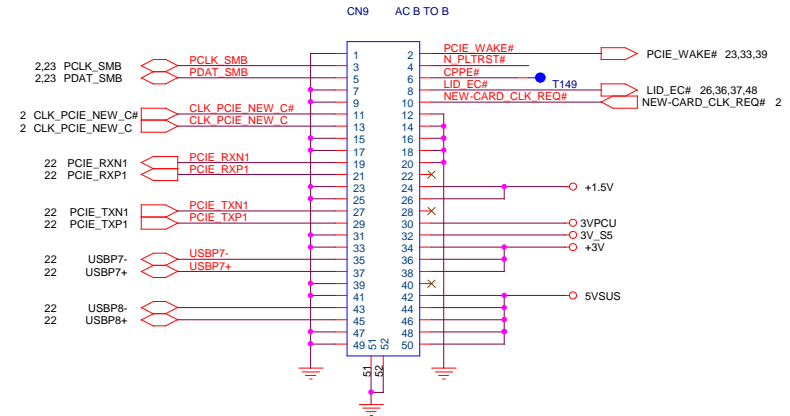 CN9 AC B TO B
1 2 PCIE_WAKE# PCIE_WAKE# 23,33,39
2,23 PCLK_SMB PCLK_SMB 3 4 N_PLTRST#
2,23 PDAT_SMB PDAT_SMB 5 6 CPPE# T149
7 8 LID_EC# LID_EC# 26,36,37,48
9 10 NEW-CARD_CLK_REQ# NEW-CARD_CLK_REQ# 2
2 CLK_PCIE_NEW_C# CLK_PCIE_NEW_C# 11 12
2 CLK_PCIE_NEW_C CLK_PCIE_NEW_C 13 14
15 16
17 18
22 PCIE_RXN1 PCIE_RXN1 19 20
22 PCIE_RXP1 PCIE_RXP1 21 22
23 24 +1.5V
25 26
22 PCIE_TXN1 PCIE_TXN1 27 28
22 PCIE_TXP1 PCIE_TXP1 29 30 3VPCU
31 32 3V_S5
33 34 +3V
22 USBP7- USBP7- 35 36
22 USBP7+ USBP7+ 37 38
39 40
41 42 5VSUS
22 USBP8- 43 44
22 USBP8+ 45 46
47 48
49 51 52 50
51 52